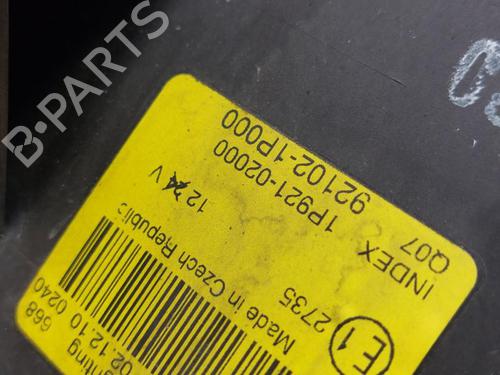 B-PARTS
INDEX
Q07
1P921-02000
92102-1P000
12 24 V
E1
2735
Made in Czech Republic
668
02.12.10 0240